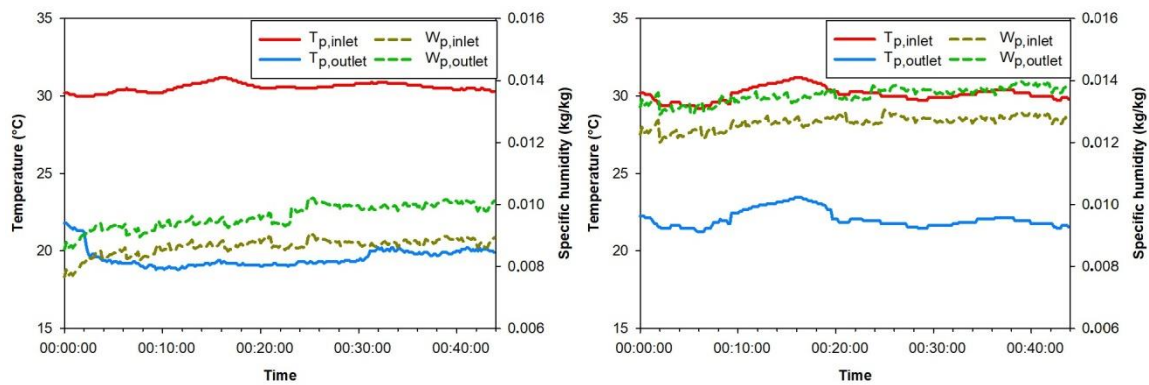 35
30
25
20
15
Temperature (°C)
T p,inlet
T p,outlet
W p,inlet
W p,outlet
0.016
0.014
0.012
0.010
0.008
0.006
Specific humidity (kg/kg)
00:00:00 00:10:00 00:20:00 00:30:00 00:40:00
Time
35
30
25
20
15
Temperature (°C)
T p,inlet
T p,outlet
W p,inlet
W p,outlet
0.016
0.014
0.012
0.010
0.008
0.006
Specific humidity (kg/kg)
00:00:00 00:10:00 00:20:00 00:30:00 00:40:00
Time